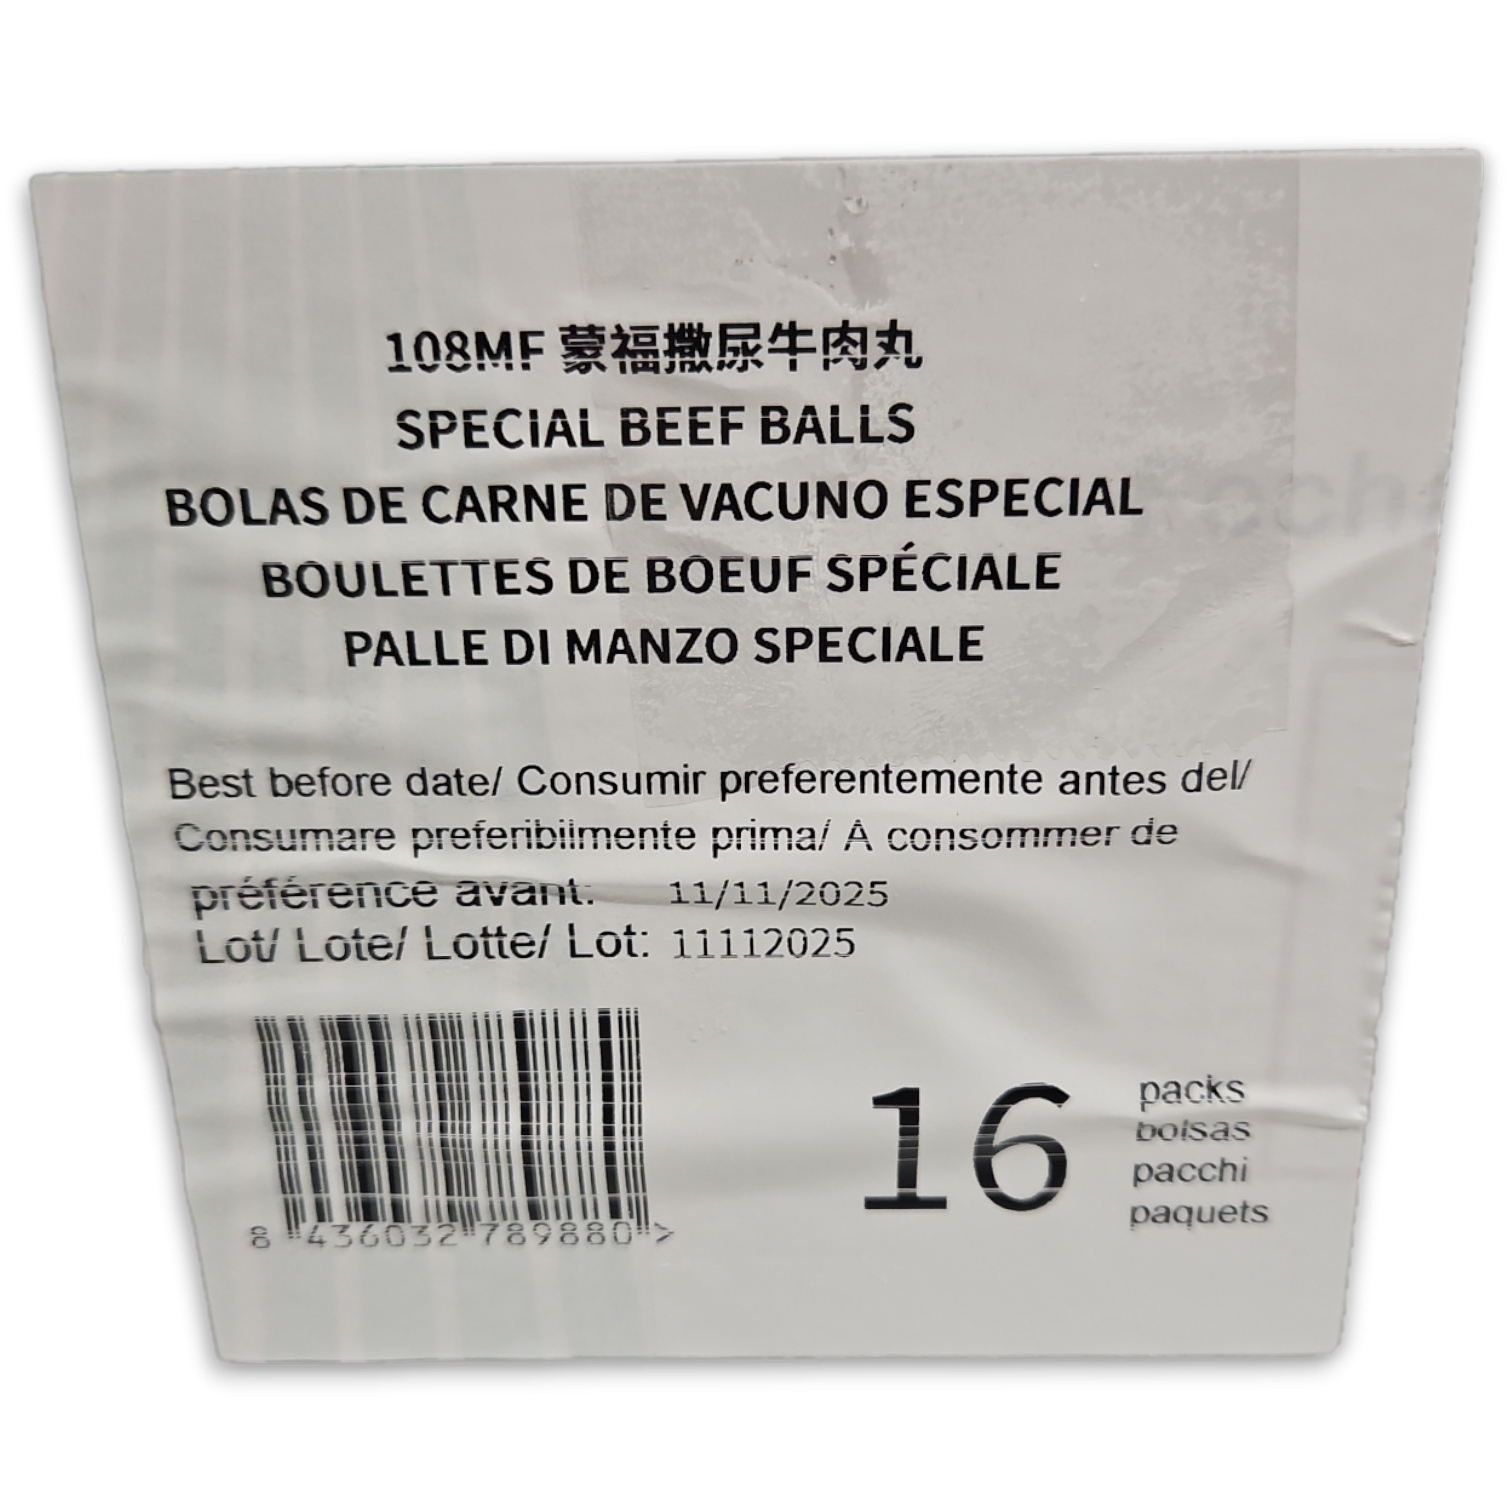 108MF 蒙福撒尿牛肉丸
SPECIAL BEEF BALLS
BOLAS DE CARNE DE VACUNO ESPECIAL
BOULETTES DE BOEUF SPÉCIALE
PALLE DI MANZO SPECIALE
Best before date/ Consumir preferentemente antes del/
Consumare preferibilmente prima/ À consommer de
préférence avant: 11/11/2025
Lot/ Lote/ Lotte/ Lot: 11112025
8 436032 789880 >
16
packs
bolsas
pacchi
paquets